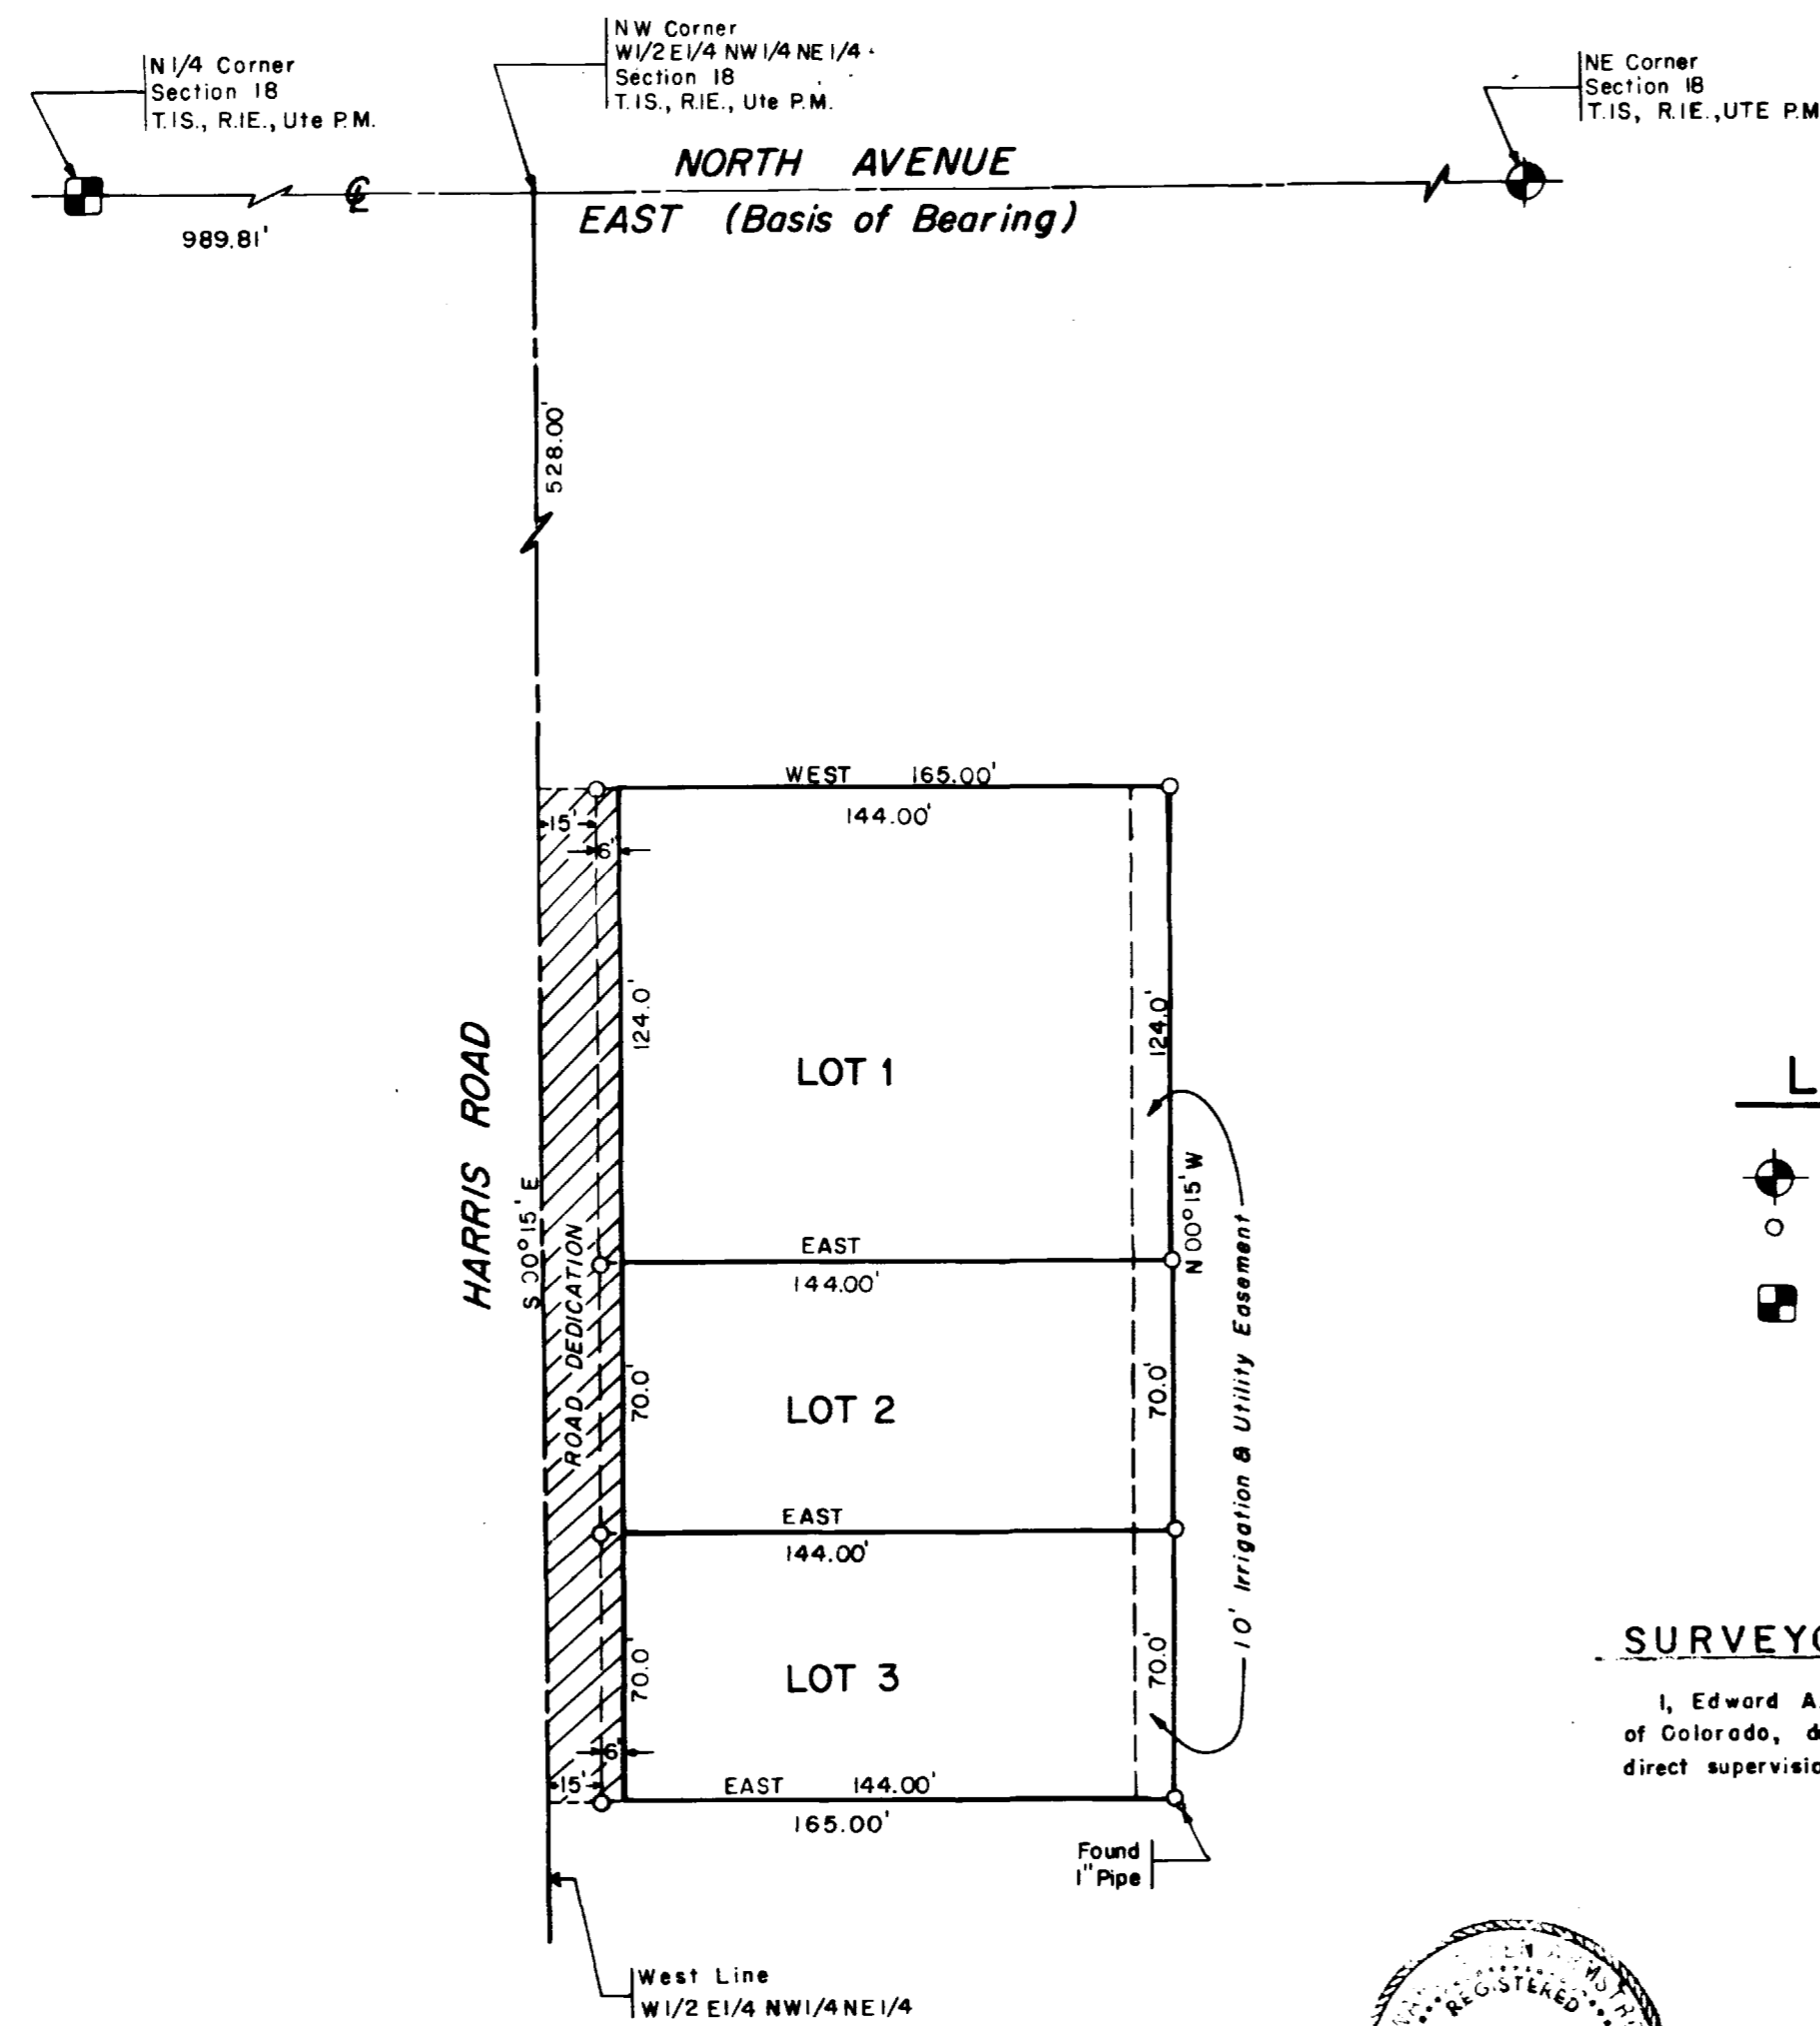 N 1/4 Corner
Section 18
T.1S., R.1E., Ute P.M.
NW Corner
W1/2 E1/4 NW1/4 NE1/4
Section 18
T.1S., R.1E., Ute P.M.
NE Corner
Section 18
T.1S, R.1E., UTE P.M
NORTH AVENUE
EAST (Basis of Bearing)
989.81'
528.00'
WEST 165.00'
144.00'
15'
6'
124.0'
124.0'
LOT 1
HARRIS ROAD
S 00°15' E
ROAD DEDICATION
N 00°15' W
10' Irrigation & Utility Easement
L
EAST
144.00'
70.0'
70.0'
LOT 2
EAST
144.00'
70.0'
70.0'
LOT 3
6'
15'
EAST 144.00'
165.00'
Found
1" Pipe
West Line
W1/2 E1/4 NW1/4 NE1/4
SURVEYO
I, Edward A.
of Colorado, d
direct supervisio
REGISTERED